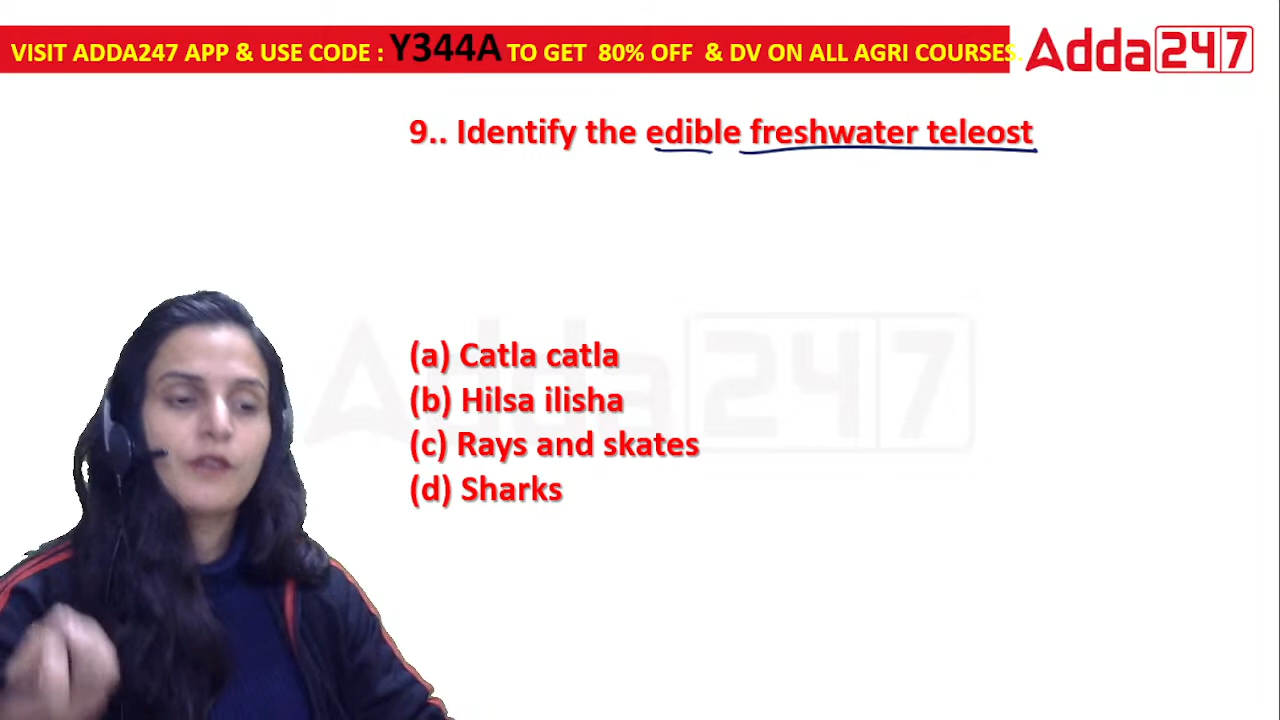 VISIT ADDA247 APP & USE CODE : Y344A TO GET 80% OFF & DV ON ALL AGRI COURSES.
Adda247
9.. Identify the edible freshwater teleost
Adda247
(a) Catla catla
(b) Hilsa ilisha
(c) Rays and skates
(d) Sharks